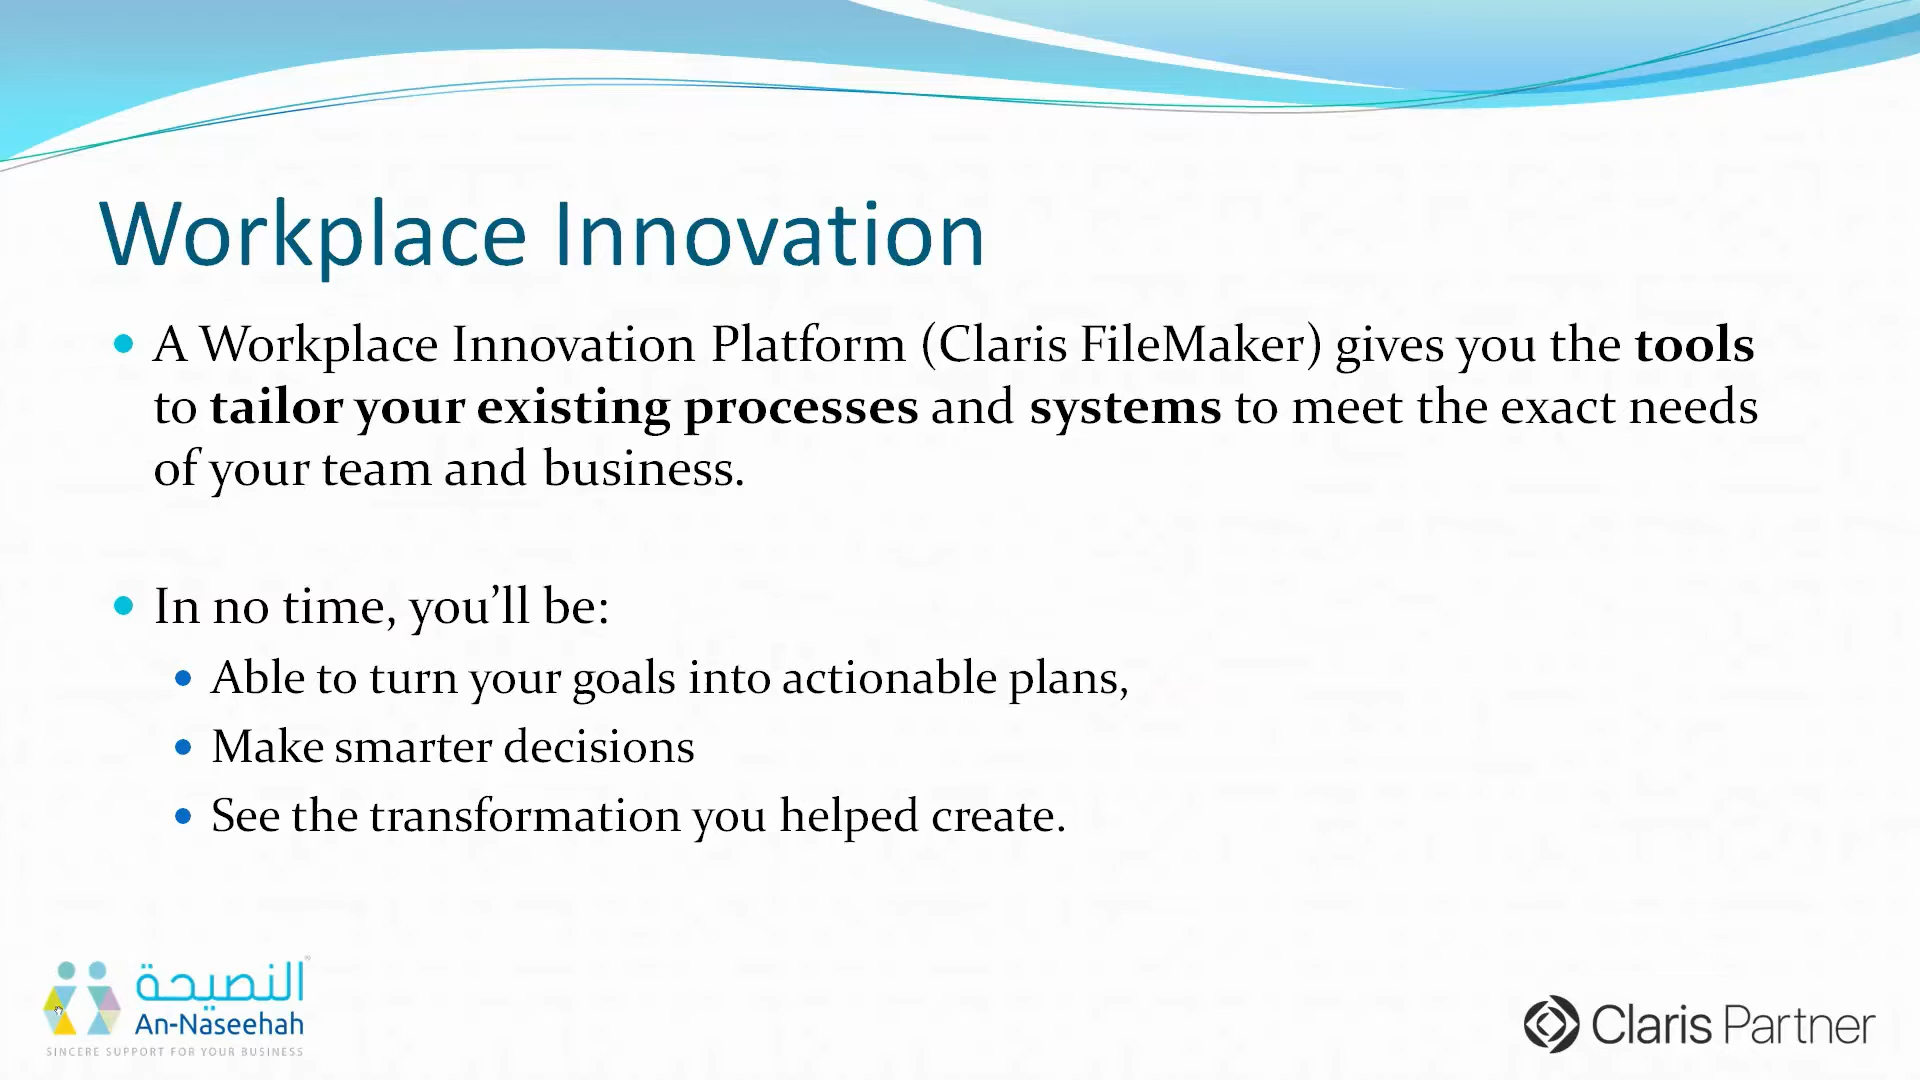 Workplace Innovation
A Workplace Innovation Platform (Claris FileMaker) gives you the tools
to tailor your existing processes and systems to meet the exact needs
of your team and business.
In no time, you’ll be:
Able to turn your goals into actionable plans,
Make smarter decisions
See the transformation you helped create.
النصيحة
An-Naseehah
SINCERE SUPPORT FOR YOUR BUSINESS
Claris Partner